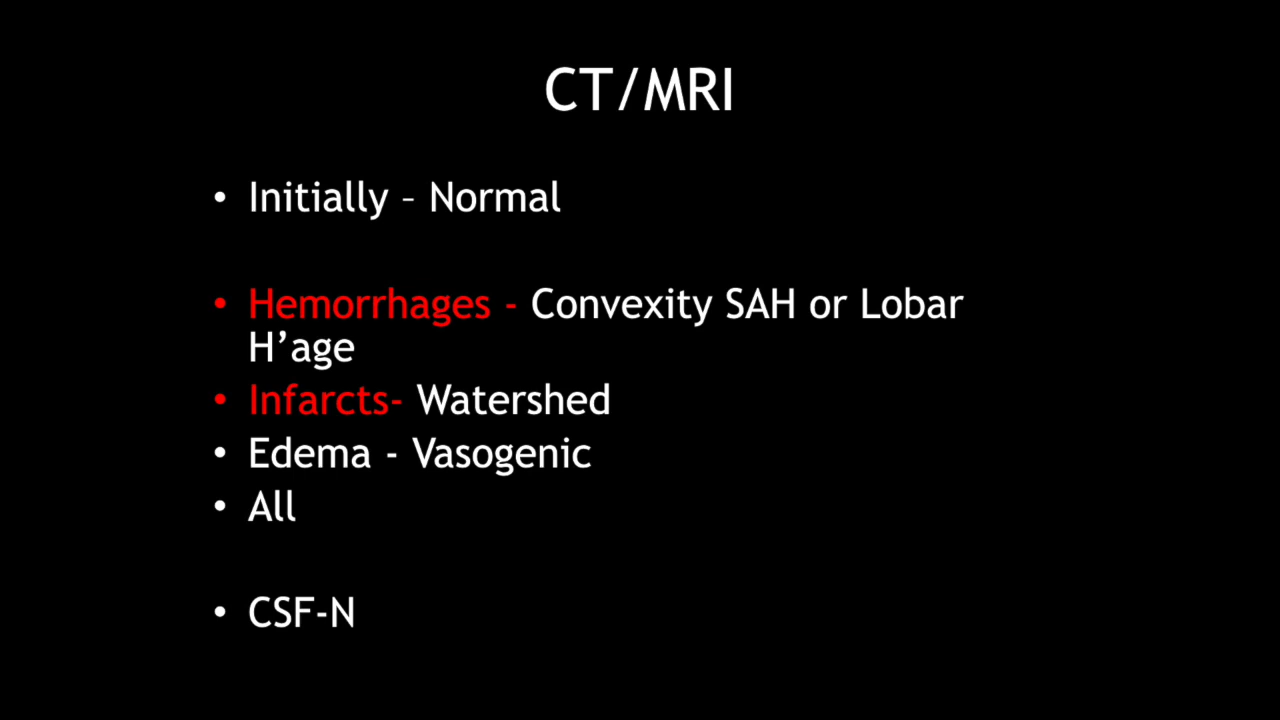 CT/MRI
• Initially – Normal
• Hemorrhages - Convexity SAH or Lobar
H’age
• Infarcts- Watershed
• Edema - Vasogenic
• All
• CSF-N